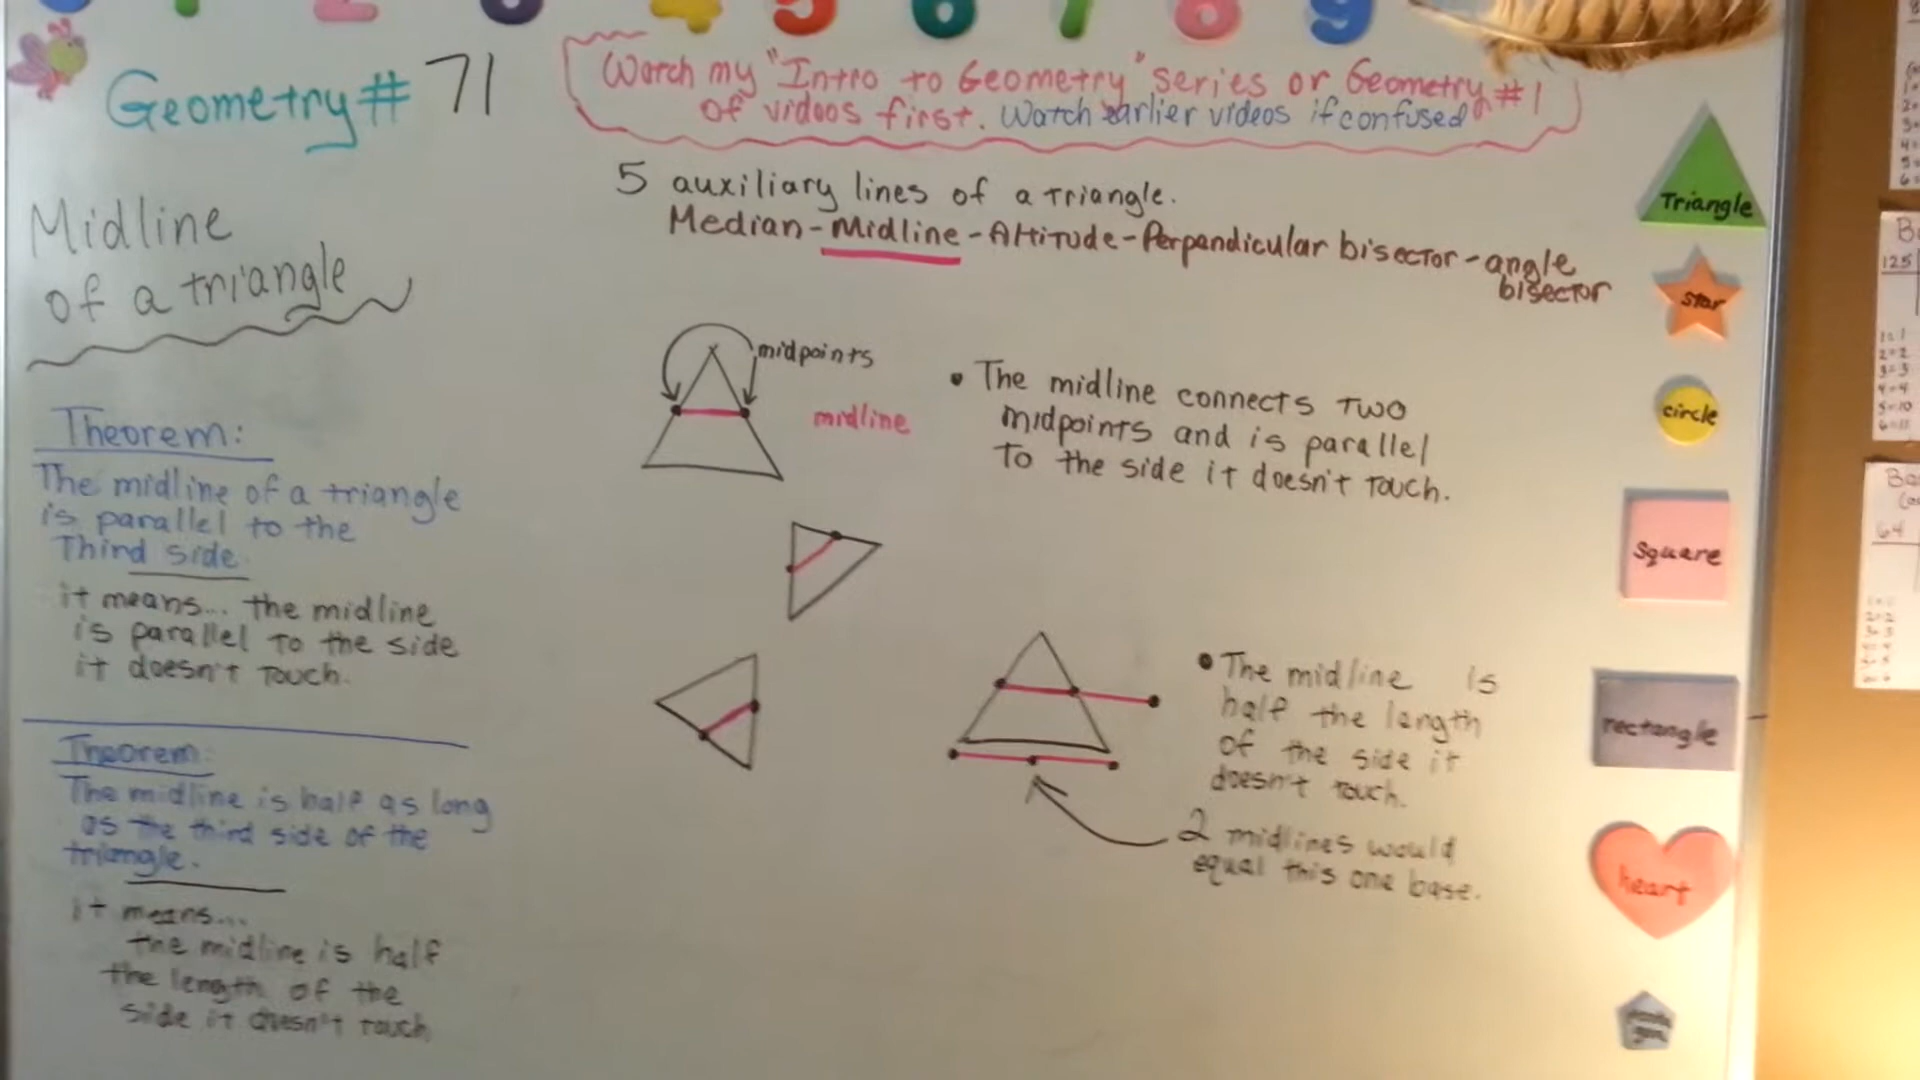 Geometry# 71
Watch my "Intro to Geometry" series or Geometry #1
of videos first. Watch earlier videos if confused
Midline
of a triangle
5 auxiliary lines of a triangle.
Median-Midline-Altitude-Perpendicular bisector-angle
bisector
midpoints
midline
• The midline connects two
midpoints and is parallel
to the side it doesn't touch.
Theorem:
The midline of a triangle
is parallel to the
Third side.
it means... the midline
is parallel to the side
it doesn't touch.
Theorem:
The midline is half as long
as the third side of the
triangle.
it means...
the midline is half
the length of the
side it doesn't touch
• The midline is
half the length
of the side it
doesn't touch.
2 midlines would
equal this one base.
Triangle
star
circle
square
rectangle
heart
125
64